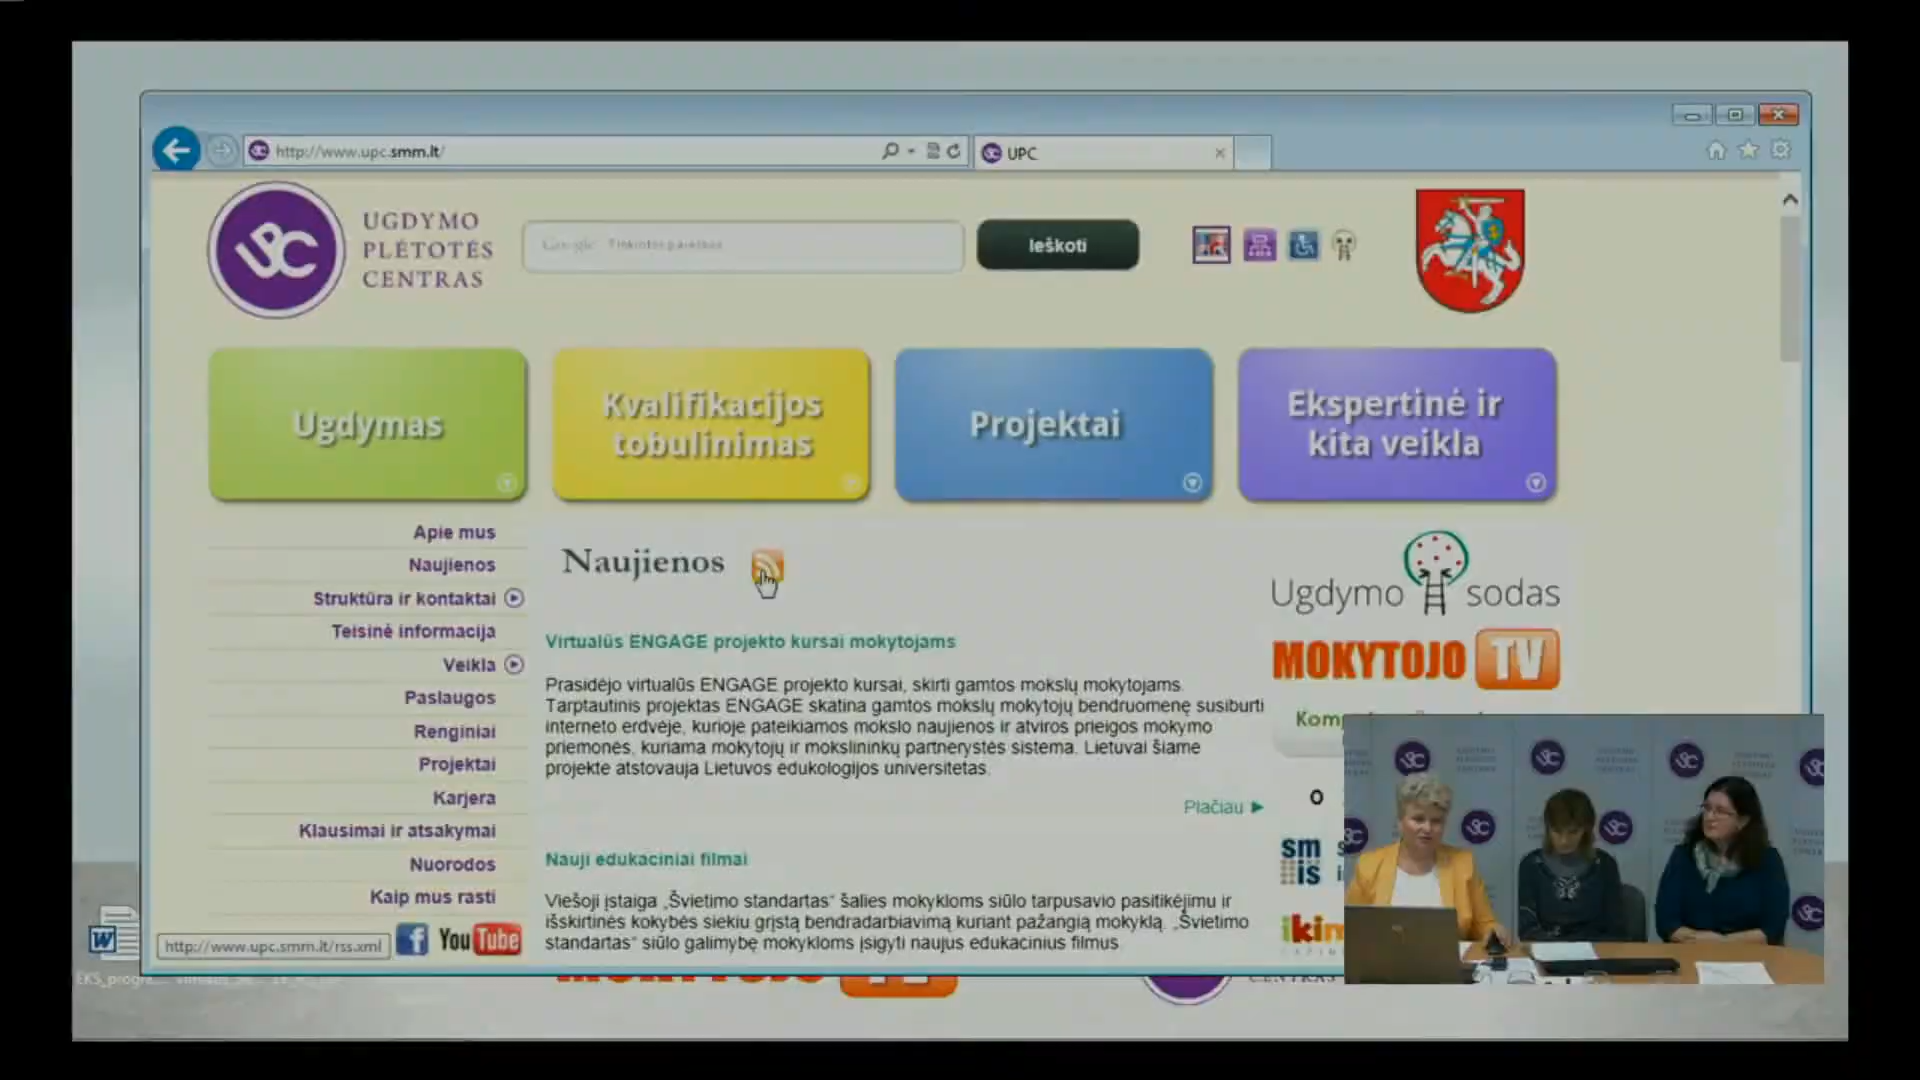 http://www.upc.smm.lt/
UPC
UPC
UGDYMO
PLĖTOTĖS
CENTRAS
Google
Ieškoti
Ugdymas
Kvalifikacijos
tobulinimas
Projektai
Ekspertinė ir
kita veikla
Apie mus
Naujienos
Struktūra ir kontaktai
Teisinė informacija
Veikla
Paslaugos
Renginiai
Projektai
Karjera
Klausimai ir atsakymai
Nuorodos
Kaip mus rasti
http://www.upc.smm.lt/rss.xml
f
YouTube
Naujienos
Virtualūs ENGAGE projekto kursai mokytojams
Prasidėjo virtualūs ENGAGE projekto kursai, skirti gamtos mokslų mokytojams.
Tarptautinis projektas ENGAGE skatina gamtos mokslų mokytojų bendruomenę susiburti
interneto erdvėje, kurioje pateikiamos mokslo naujienos ir atviros prieigos mokymo
priemonės, kuriama mokytojų ir mokslininkų partnerystės sistema. Lietuvai šiame
projekte atstovauja Lietuvos edukologijos universitetas.
Plačiau
Nauji edukaciniai filmai
Viešoji įstaiga „Švietimo standartas“ šalies mokykloms siūlo tarpusavio pasitikėjimu ir
išskirtinės kokybės siekiu grįstą bendradarbiavimą kuriant pažangią mokyklą. „Švietimo
standartas“ siūlo galimybę mokykloms įsigyti naujus edukacinius filmus
Ugdymo sodas
MOKYTOJO TV
Komp
O
sm
is
ikim
W